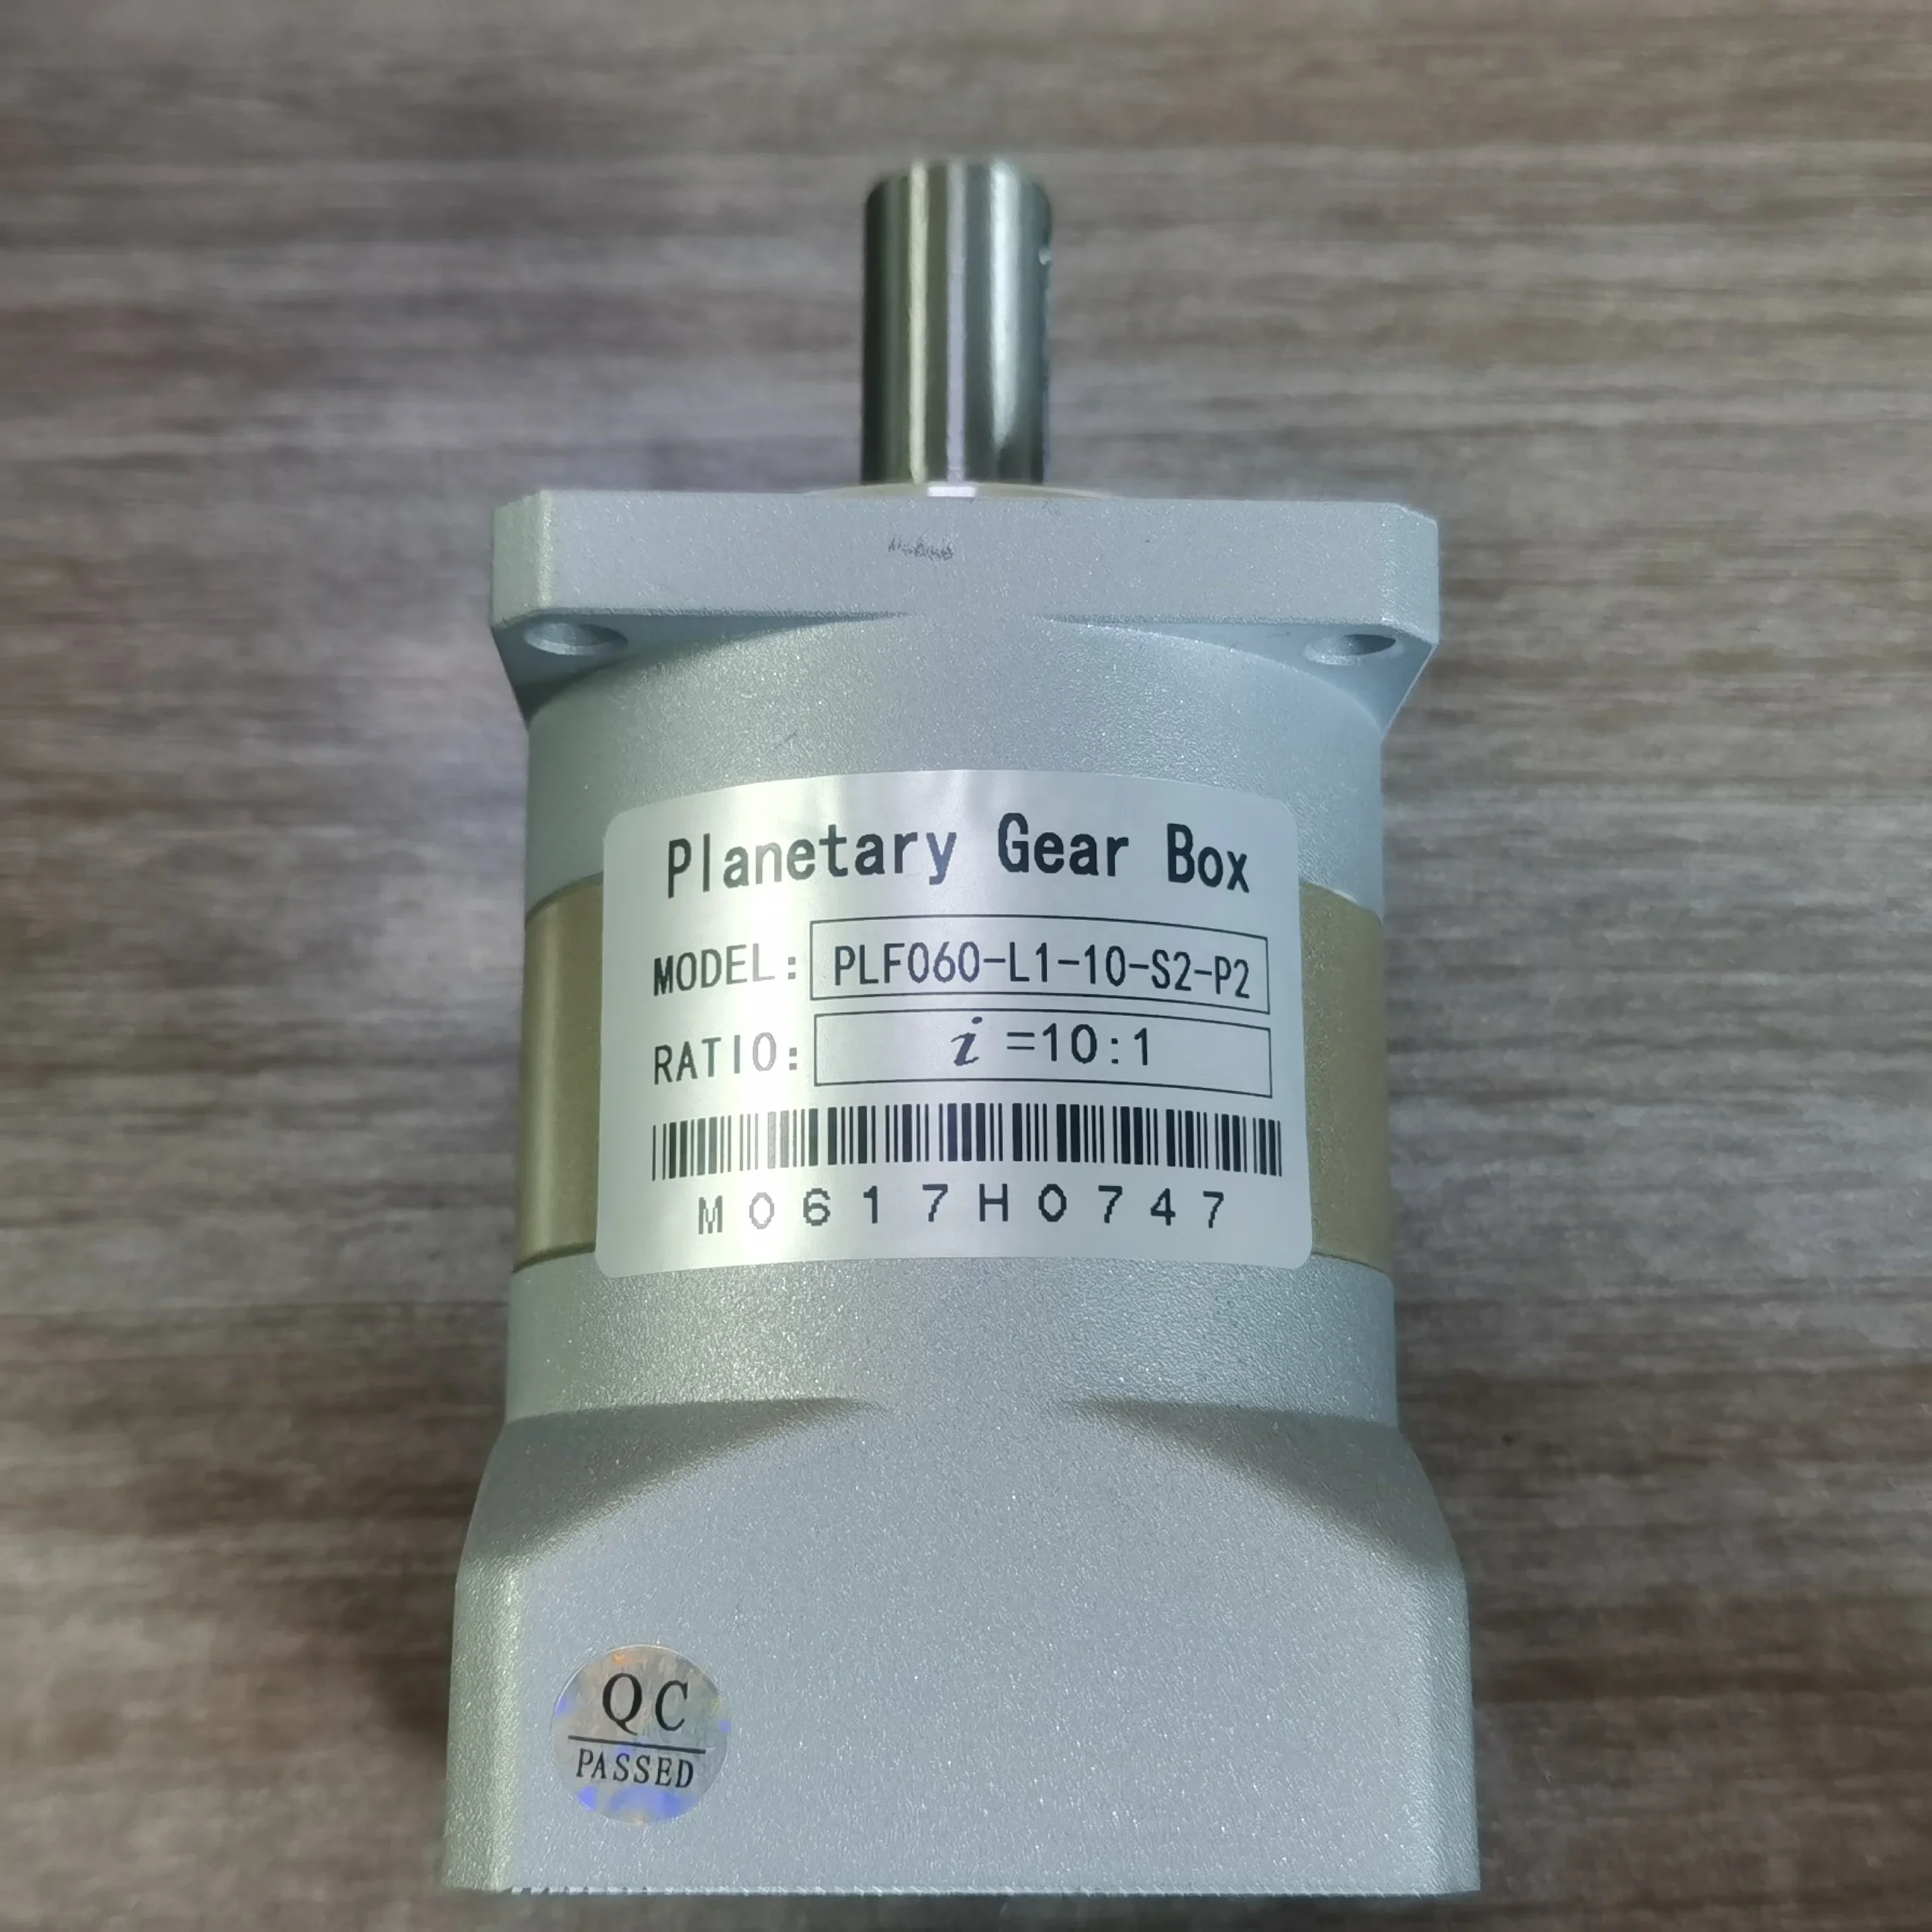 Planetary Gear Box
MODEL: PLF060-L1-10-S2-P2
RATIO: i=10:1
M0617H0747
QC
PASSED